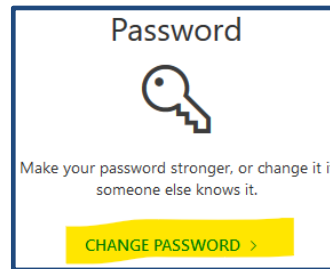 Password
Make your password stronger, or change it i
someone else knows it.
CHANGE PASSWORD >